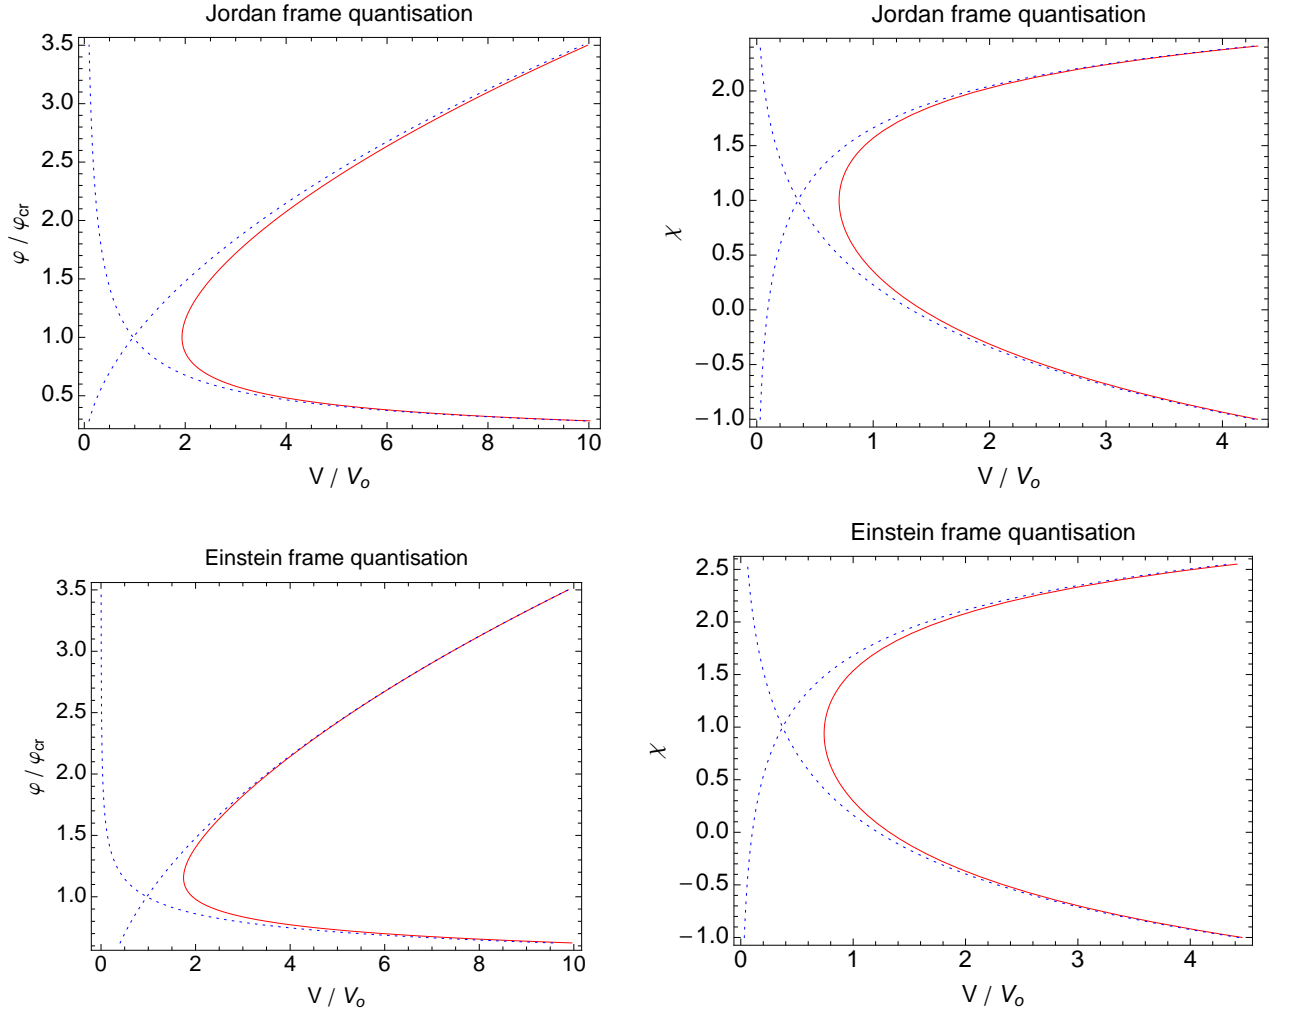 Jordan frame quantisation
3.5
3.0
2.5
2.0
1.5
1.0
0.5
φ / φcr
0 2 4 6 8 10
V / Vo
Jordan frame quantisation
2.0
1.5
1.0
0.5
0.0
−0.5
−1.0
χ
0 1 2 3 4
V / Vo
Einstein frame quantisation
3.5
3.0
2.5
2.0
1.5
1.0
φ / φcr
0 2 4 6 8 10
V / Vo
Einstein frame quantisation
2.5
2.0
1.5
1.0
0.5
0.0
−0.5
−1.0
χ
0 1 2 3 4
V / Vo